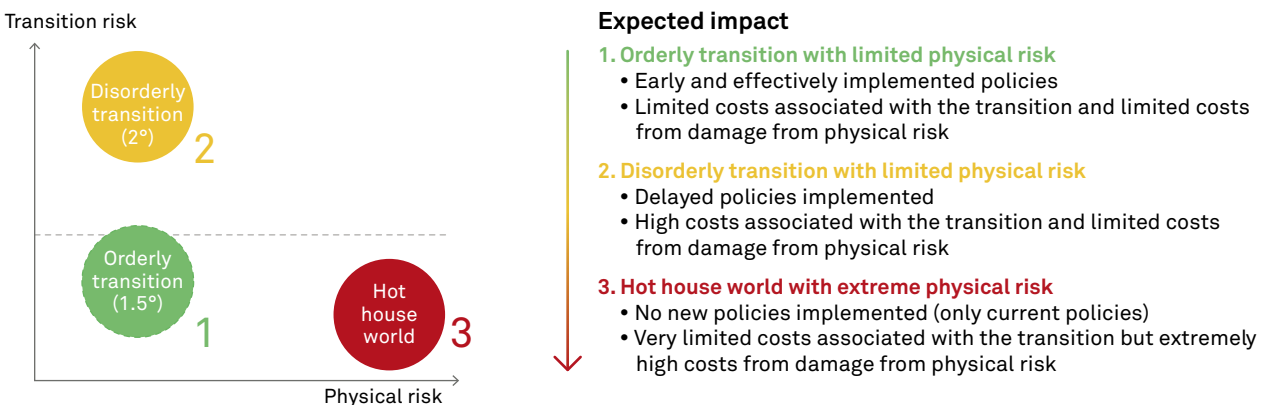 Transition risk
Disorderly
transition
(2°)
2
Orderly
transition
(1.5°)
1
Hot
house
world
3
Physical risk
Expected impact
1. Orderly transition with limited physical risk
• Early and effectively implemented policies
• Limited costs associated with the transition and limited costs
from damage from physical risk
2. Disorderly transition with limited physical risk
• Delayed policies implemented
• High costs associated with the transition and limited costs
from damage from physical risk
3. Hot house world with extreme physical risk
• No new policies implemented (only current policies)
• Very limited costs associated with the transition but extremely
high costs from damage from physical risk